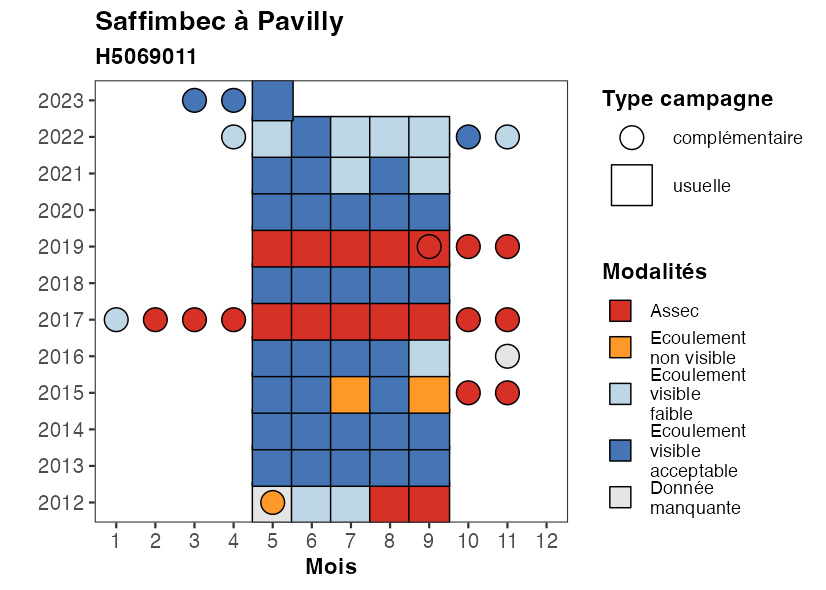 Saffimbec à Pavilly
H5069011
2023
2022
2021
2020
2019
2018
2017
2016
2015
2014
2013
2012
1 2 3 4 5 6 7 8 9 10 11 12
Mois
Type campagne
complémentaire
usuelle
Modalités
Assec
Ecoulement
non visible
Ecoulement
visible
faible
Ecoulement
visible
acceptable
Donnée
manquante